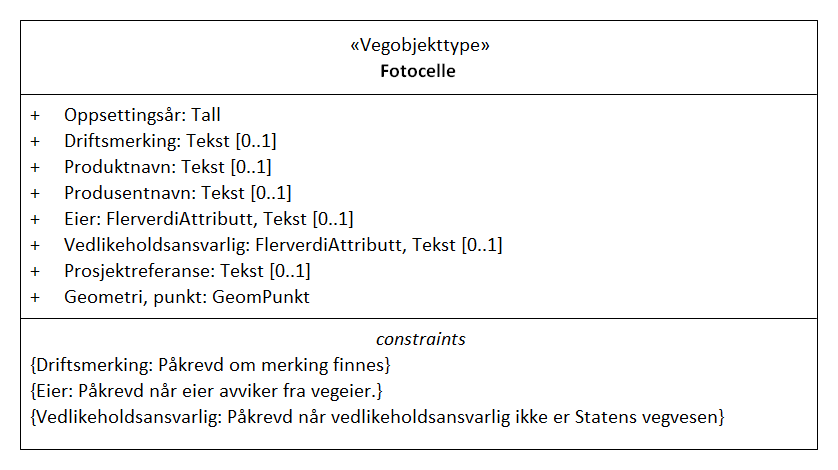 «Vegobjekttype»
Fotocelle
+ Oppsettingsår: Tall
+ Driftsmerking: Tekst [0..1]
+ Produktnavn: Tekst [0..1]
+ Produsentnavn: Tekst [0..1]
+ Eier: FlerverdiAttributt, Tekst [0..1]
+ Vedlikeholdsansvarlig: FlerverdiAttributt, Tekst [0..1]
+ Prosjektreferanse: Tekst [0..1]
+ Geometri, punkt: GeomPunkt
constraints
{Driftsmerking: Påkrevd om merking finnes}
{Eier: Påkrevd når eier avviker fra vegeier.}
{Vedlikeholdsansvarlig: Påkrevd når vedlikeholdsansvarlig ikke er Statens vegvesen}